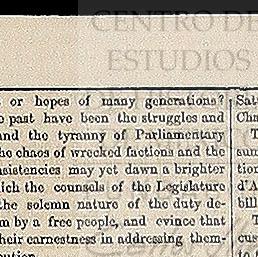 CENTRO DE
ESTUDIOS
s or hopes of many generations?
e past have been the struggles and
and the tyranny of Parliamentary
he chaos of wrecked factions and the
sistencies may yet dawn a brighter
ich the counsels of the Legislature
the solemn nature of the duty de-
m by a free people, and evince that
heir earnestness in addressing them-
Sat
Cha
T
sum
tion
d'A
bill
T
cus